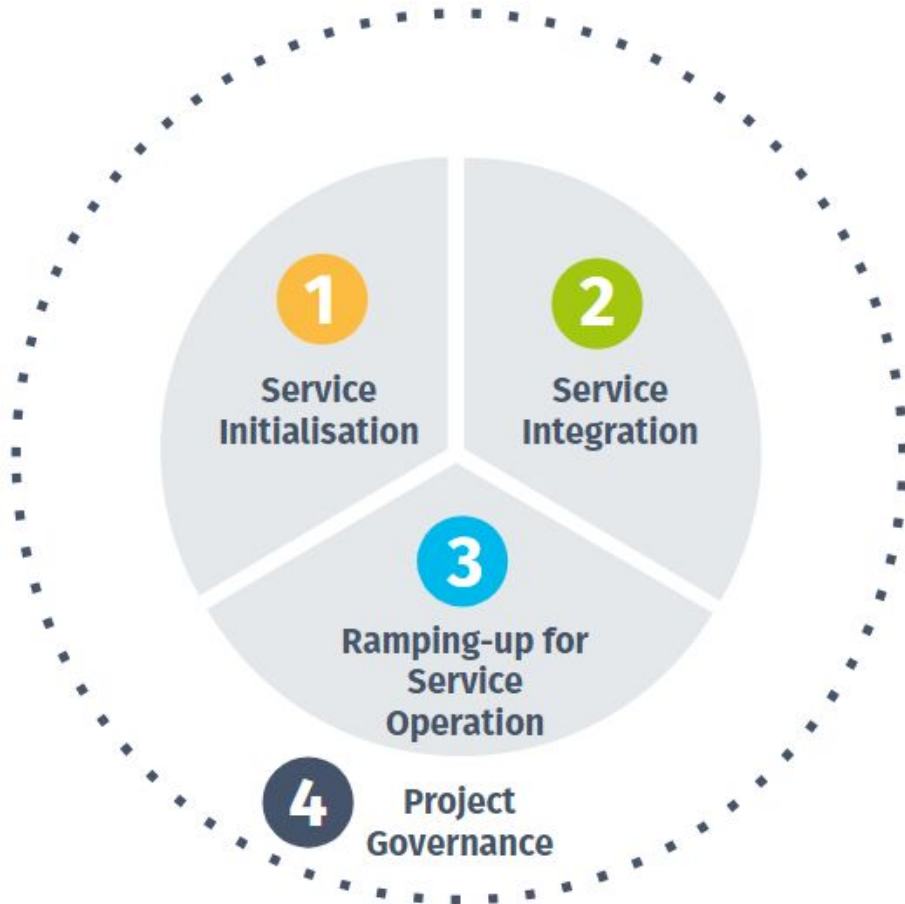 1
Service
Initialisation
2
Service
Integration
3
Ramping-up for
Service
Operation
4
Project
Governance